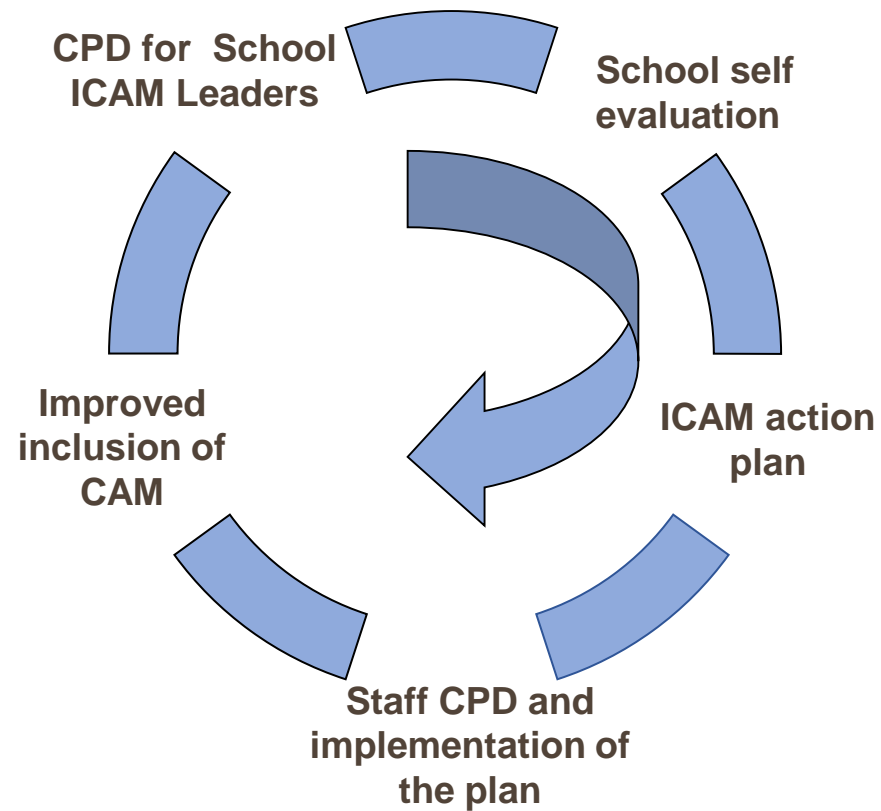 CPD for School
ICAM Leaders
School self
evaluation
ICAM action
plan
Staff CPD and
implementation of
the plan
Improved
inclusion of
CAM